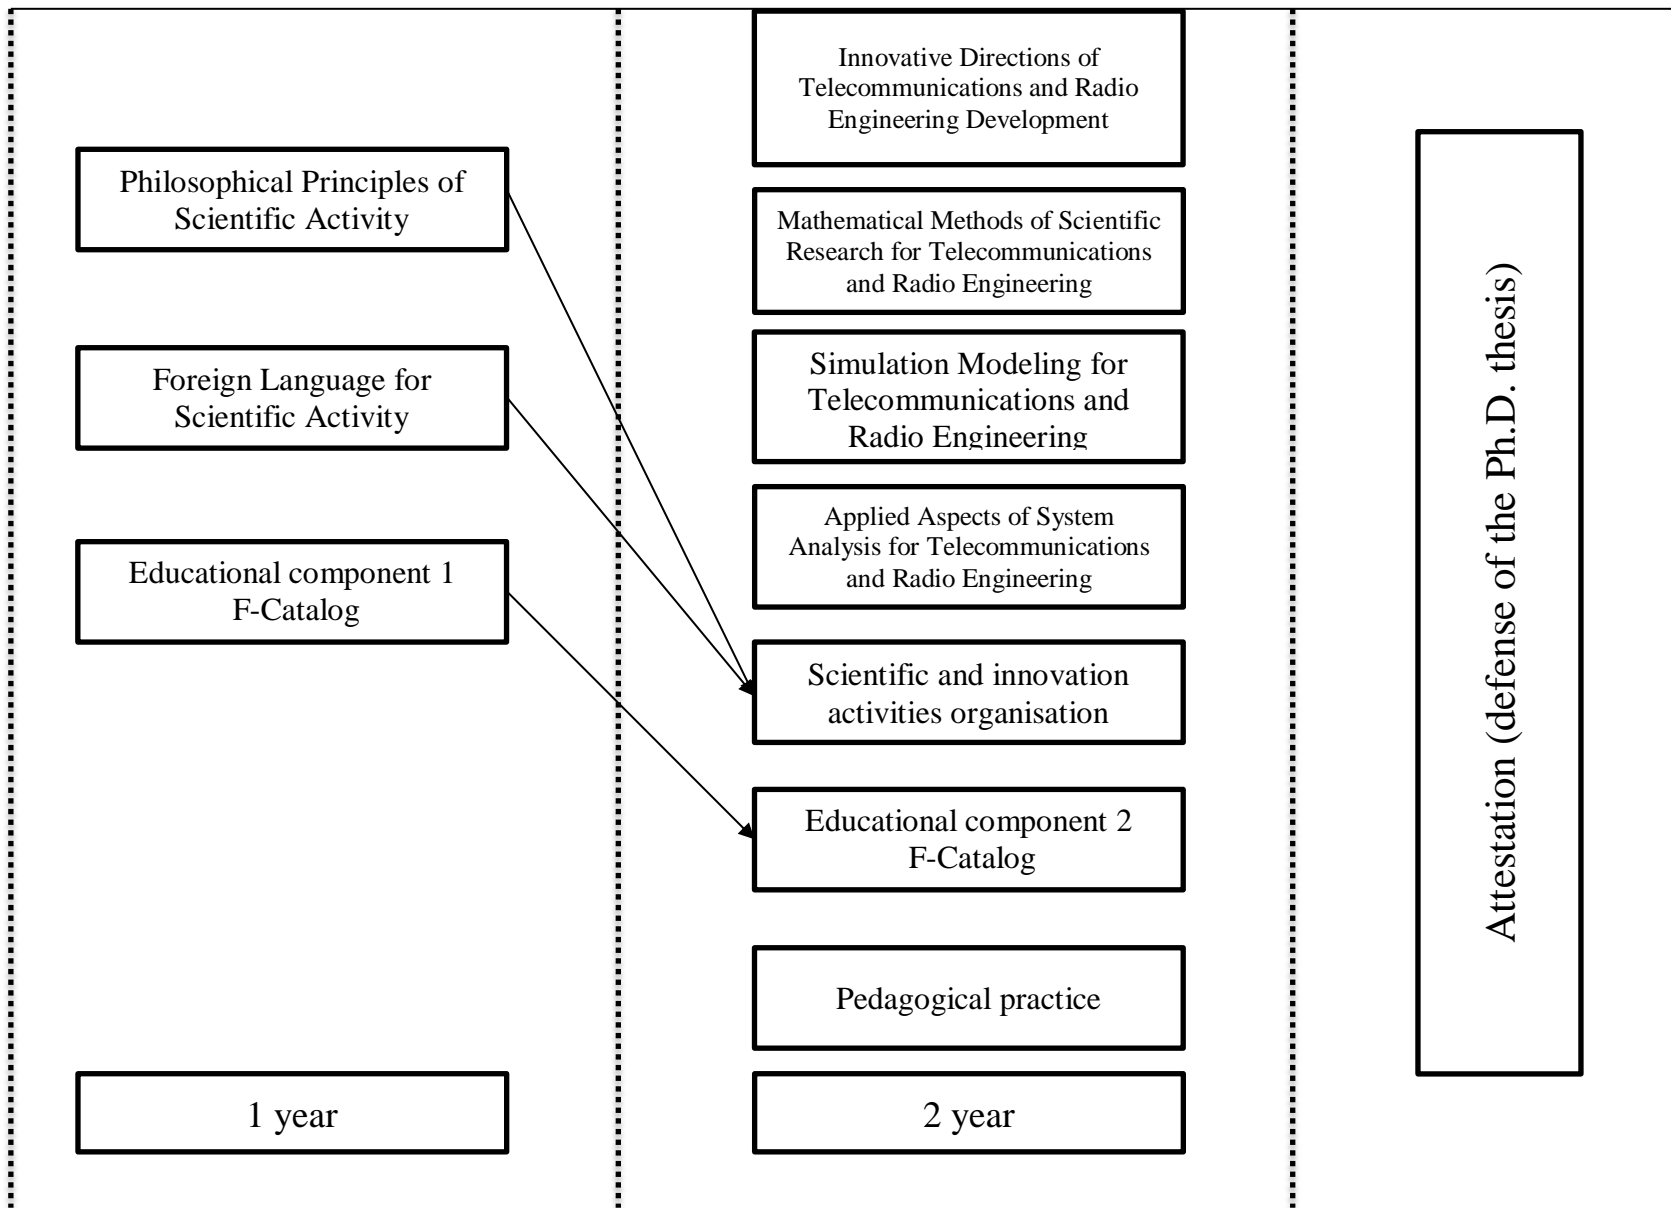 Philosophical Principles of
Scientific Activity
Foreign Language for
Scientific Activity
Educational component 1
F-Catalog
1 year
Innovative Directions of
Telecommunications and Radio
Engineering Development
Mathematical Methods of Scientific
Research for Telecommunications
and Radio Engineering
Simulation Modeling for
Telecommunications and
Radio Engineering
Applied Aspects of System
Analysis for Telecommunications
and Radio Engineering
Scientific and innovation
activities organisation
Educational component 2
F-Catalog
Pedagogical practice
2 year
Attestation (defense of the Ph.D. thesis)